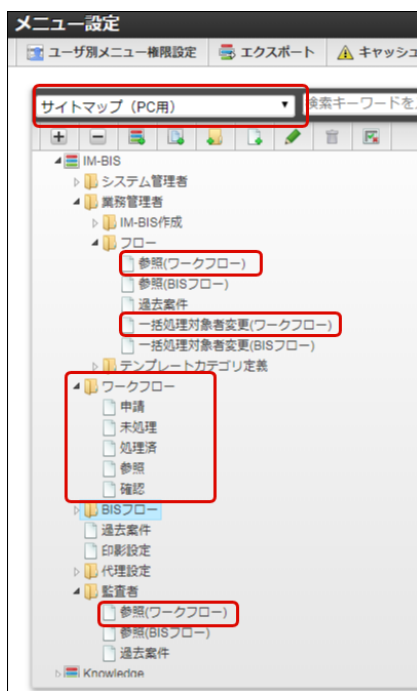 メニュー設定
ユーザ別メニュー権限設定 エクスポート キャッシュ
サイトマップ（PC用） 検索キーワードを
IM-BIS
システム管理者
業務管理者
IM-BIS作成
フロー
参照(ワークフロー)
参照(BISフロー)
過去案件
一括処理対象者変更(ワークフロー)
一括処理対象者変更(BISフロー)
テンプレートカテゴリ定義
ワークフロー
申請
未処理
処理済
参照
確認
BISフロー
過去案件
印影設定
代理設定
監査者
参照(ワークフロー)
参照(BISフロー)
過去案件
Knowledge